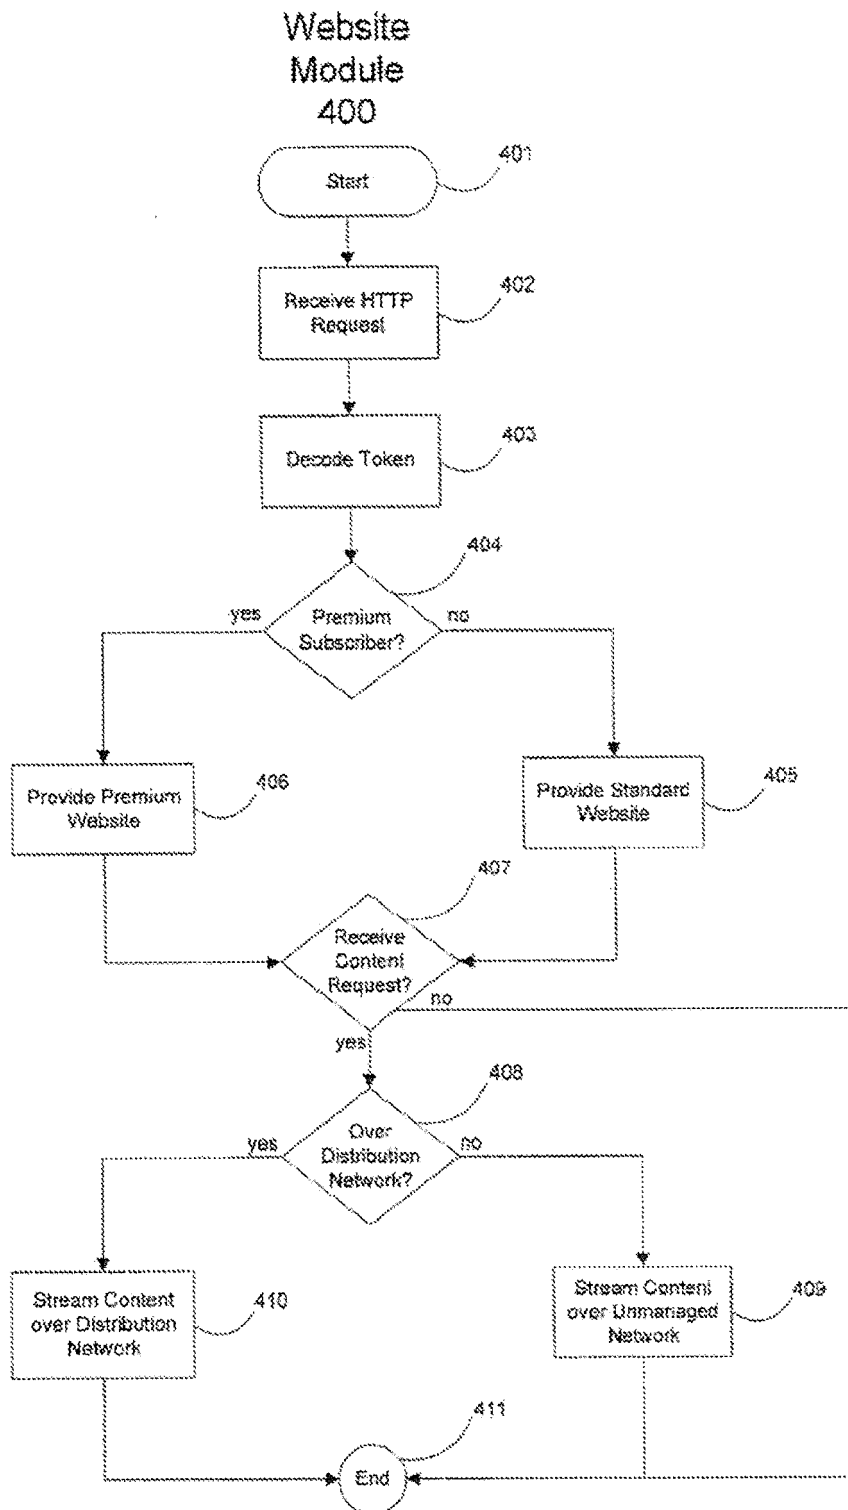 Website
Module
400
Start
401
Receive HTTP
Request
402
Decode Token
403
404
Premium
Subscriber?
yes
no
Provide Premium
Website
406
Provide Standard
Website
405
407
Receive
Content
Request?
no
yes
408
Over
Distribution
Network?
yes
no
Stream Content
over Distribution
Network
410
Stream Content
over Unmanaged
Network
409
411
End